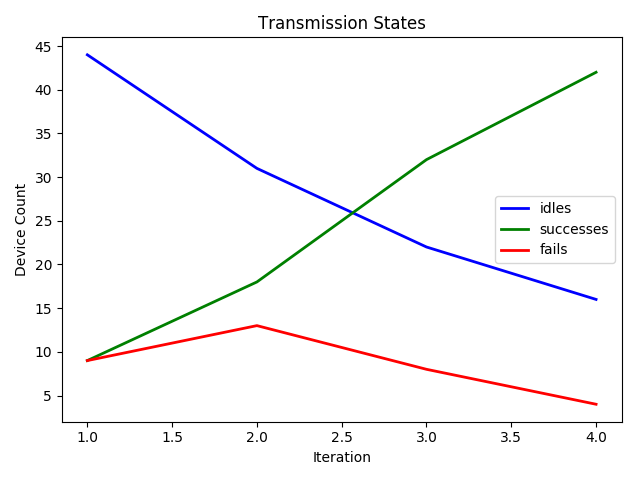 Transmission States
45
40
35
30
25
20
15
10
5
Device Count
idles
successes
fails
1.0 1.5 2.0 2.5 3.0 3.5 4.0
Iteration